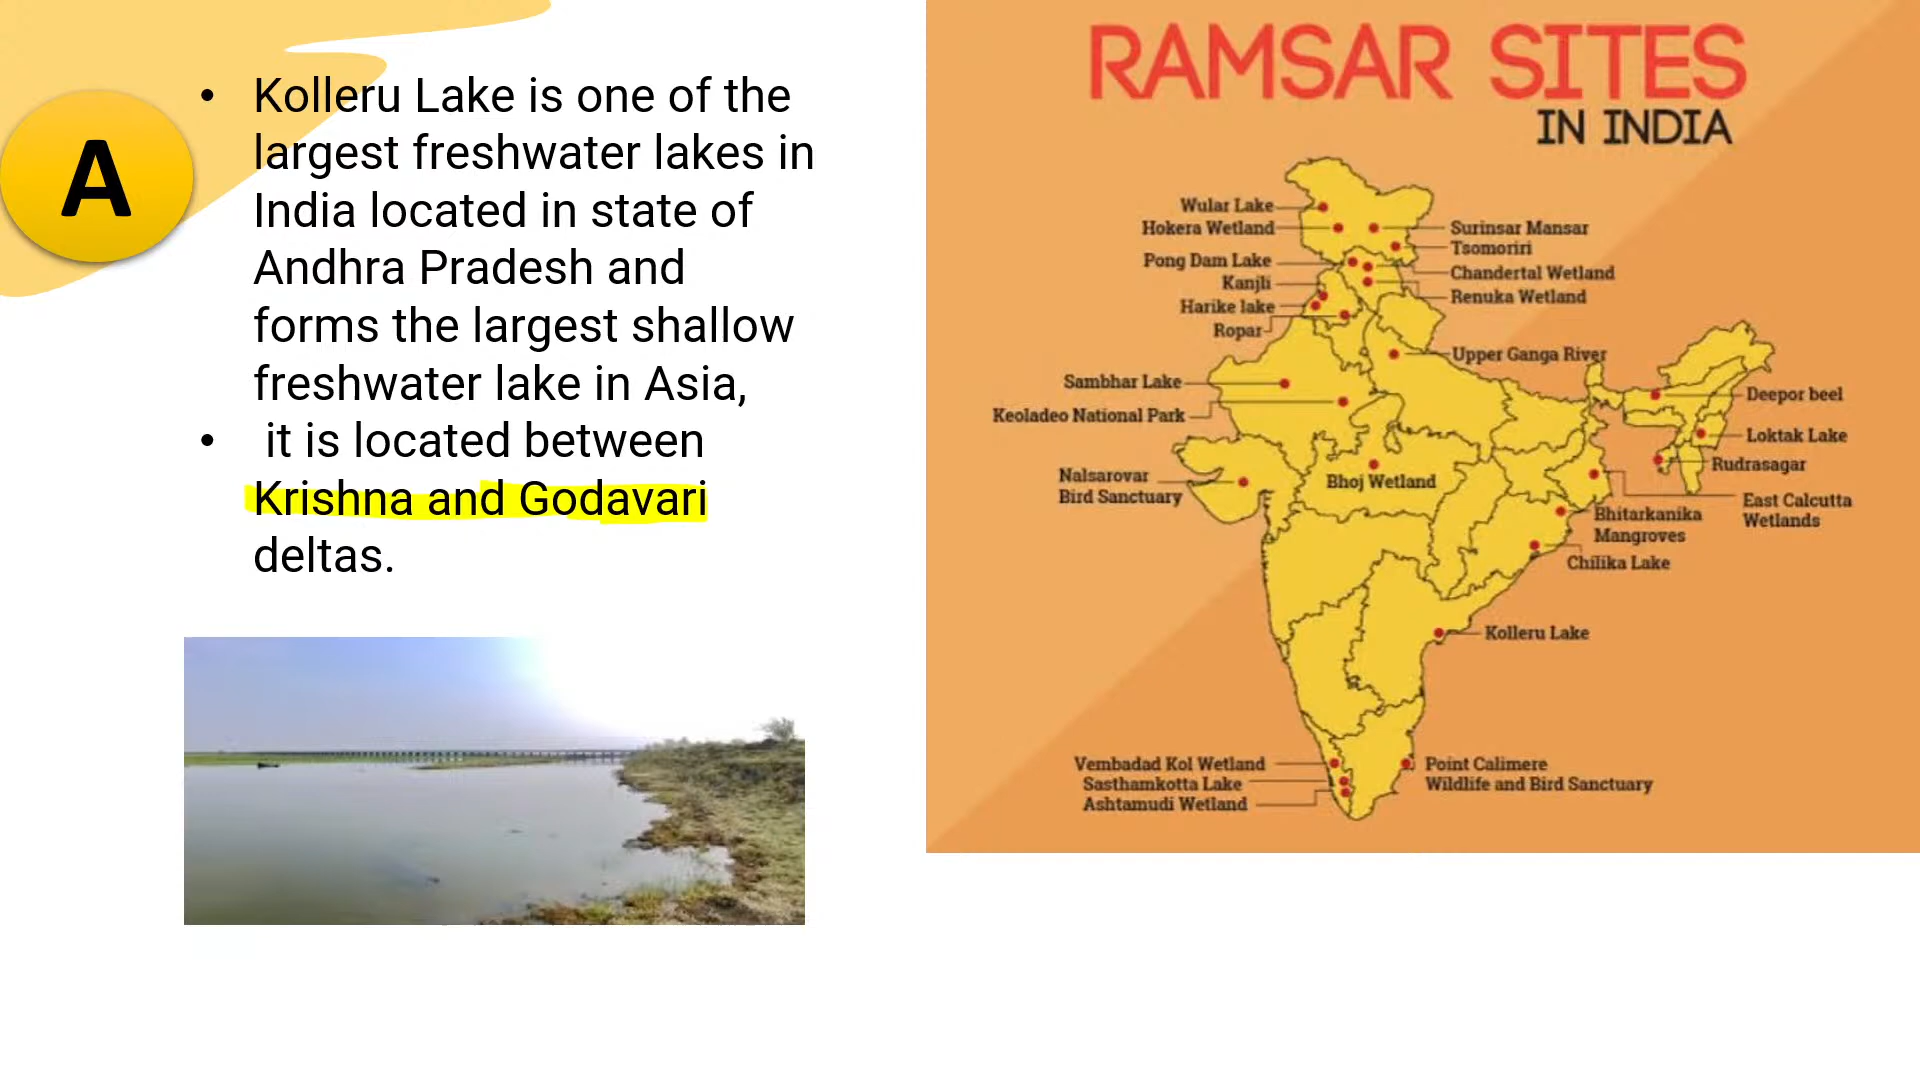 A
• Kolleru Lake is one of the
largest freshwater lakes in
India located in state of
Andhra Pradesh and
forms the largest shallow
freshwater lake in Asia,
• it is located between
Krishna and Godavari
deltas.
RAMSAR SITES
IN INDIA
Wular Lake
Hokera Wetland
Surinsar Mansar
Tsomoriri
Pong Dam Lake
Chandertal Wetland
Kanjli
Renuka Wetland
Harike lake
Ropar
Upper Ganga River
Sambhar Lake
Deepor beel
Keoladeo National Park
Loktak Lake
Rudrasagar
Nalsarovar
Bird Sanctuary
Bhoj Wetland
East Calcutta
Wetlands
Bhitarkanika
Mangroves
Chilika Lake
Kolleru Lake
Vembadad Kol Wetland
Sasthamkotta Lake
Ashtamudi Wetland
Point Calimere
Wildlife and Bird Sanctuary